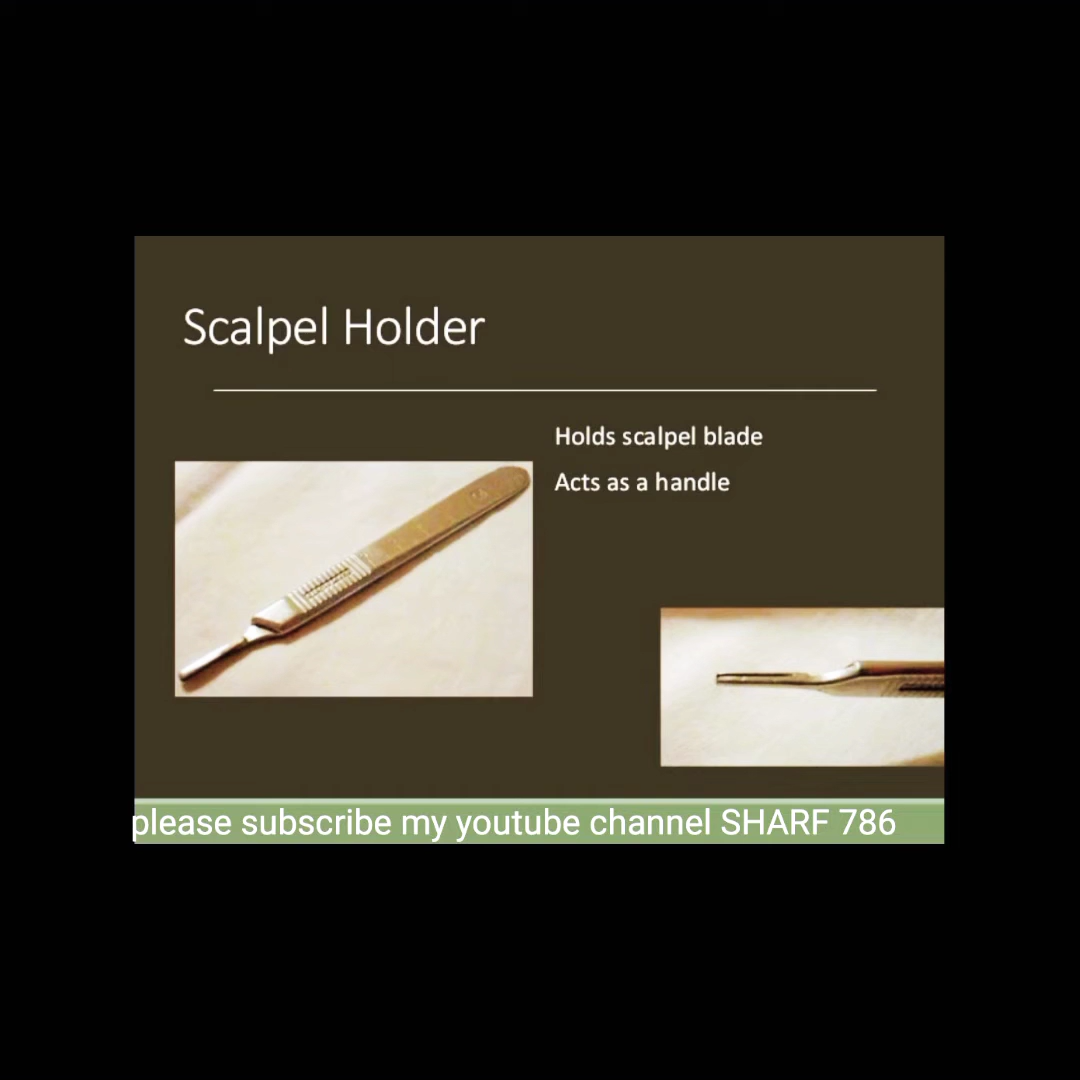 Scalpel Holder
Holds scalpel blade
Acts as a handle
please subscribe my youtube channel SHARF 786